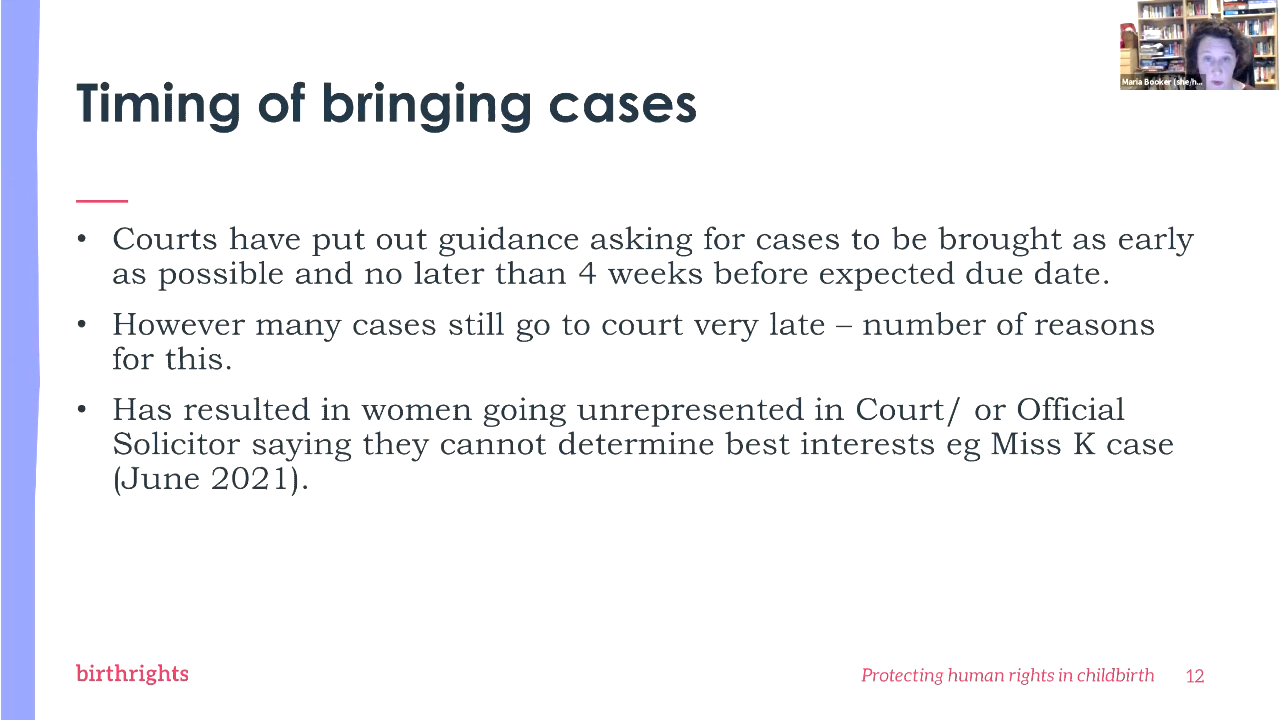 Maria Booker (she/h...
Timing of bringing cases
• Courts have put out guidance asking for cases to be brought as early
as possible and no later than 4 weeks before expected due date.
• However many cases still go to court very late – number of reasons
for this.
• Has resulted in women going unrepresented in Court/ or Official
Solicitor saying they cannot determine best interests eg Miss K case
(June 2021).
birthrights
Protecting human rights in childbirth 12